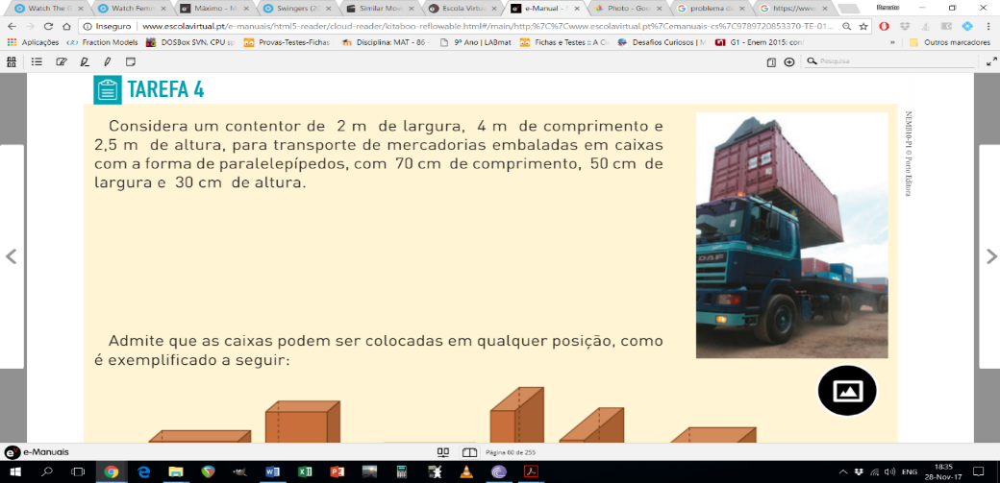 Watch The G
Watch Femm
Máximo - M
Swingers (20
Similar Mov
Escola Virtu
e-Manual -
Photo - Goo
problema da
https://www.
Inseguro
www.escolavirtual.pt/e-manuais/html5-reader/cloud-reader/kitaboo-reflowable.html#/main/http:%7C%7Cwww.escolavirtual.pt%7Cemanuais-cs%7C9789720853370-TE-01...
Aplicações
Fraction Models
DOSBox SVN, CPU sp
Provas-Testes-Fichas
Disciplina: MAT - 86 -
9º Ano | LABmat
Fichas e Testes :: A Ci
Desafios Curiosos | M
G1 - Enem 2015: con
»
Outros marcadores
Pesquisa
TAREFA 4
Considera um contentor de 2 m de largura, 4 m de comprimento e
2,5 m de altura, para transporte de mercadorias embaladas em caixas
com a forma de paralelepípedos, com 70 cm de comprimento, 50 cm de
largura e 30 cm de altura.
NEMB10-P1 © Porto Editora
DAF
Admite que as caixas podem ser colocadas em qualquer posição, como
é exemplificado a seguir:
e-Manuais
Página 60 de 255
ENG
18:35
28-Nov-17